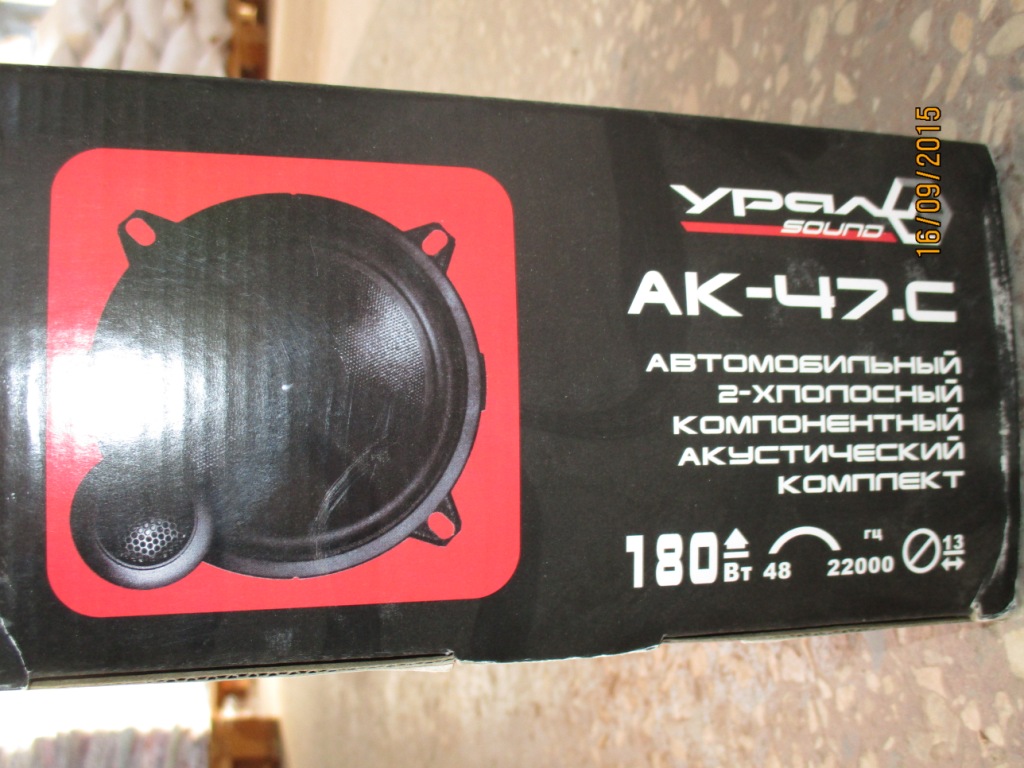 Урал
SOUND
АК-47.С
АВТОМОБИЛЬНЫЙ
2-ХПОЛОСНЫЙ
КОМПОНЕНТНЫЙ
АКУСТИЧЕСКИЙ
КОМПЛЕКТ
180 Вт 48 22000 гц 13
16/09/2015